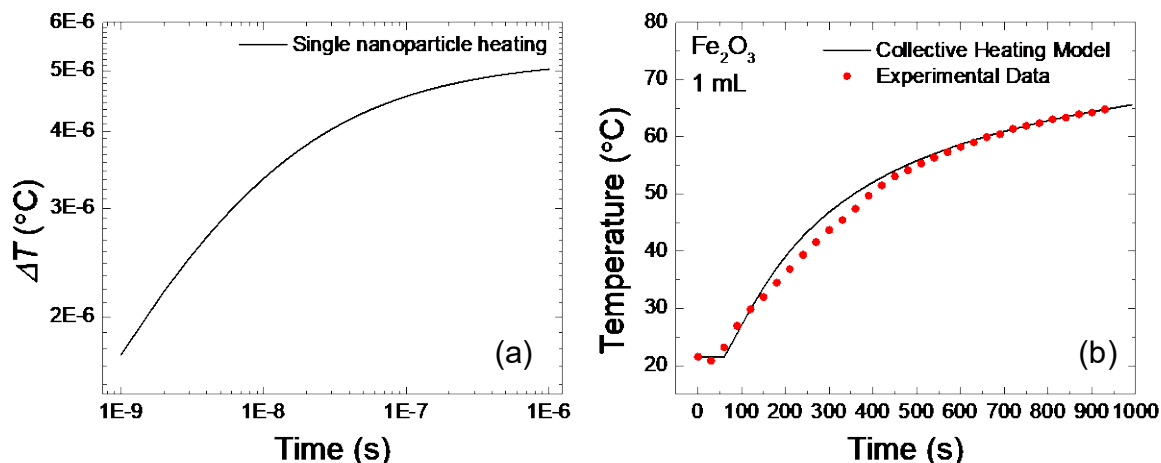 6E-6
5E-6
4E-6
3E-6
2E-6
ΔT (°C)
Single nanoparticle heating
(a)
1E-9 1E-8 1E-7 1E-6
Time (s)
80
70
60
50
40
30
20
Temperature (°C)
Fe₂O₃
1 mL
Collective Heating Model
Experimental Data
(b)
0 100 200 300 400 500 600 700 800 900 1000
Time (s)